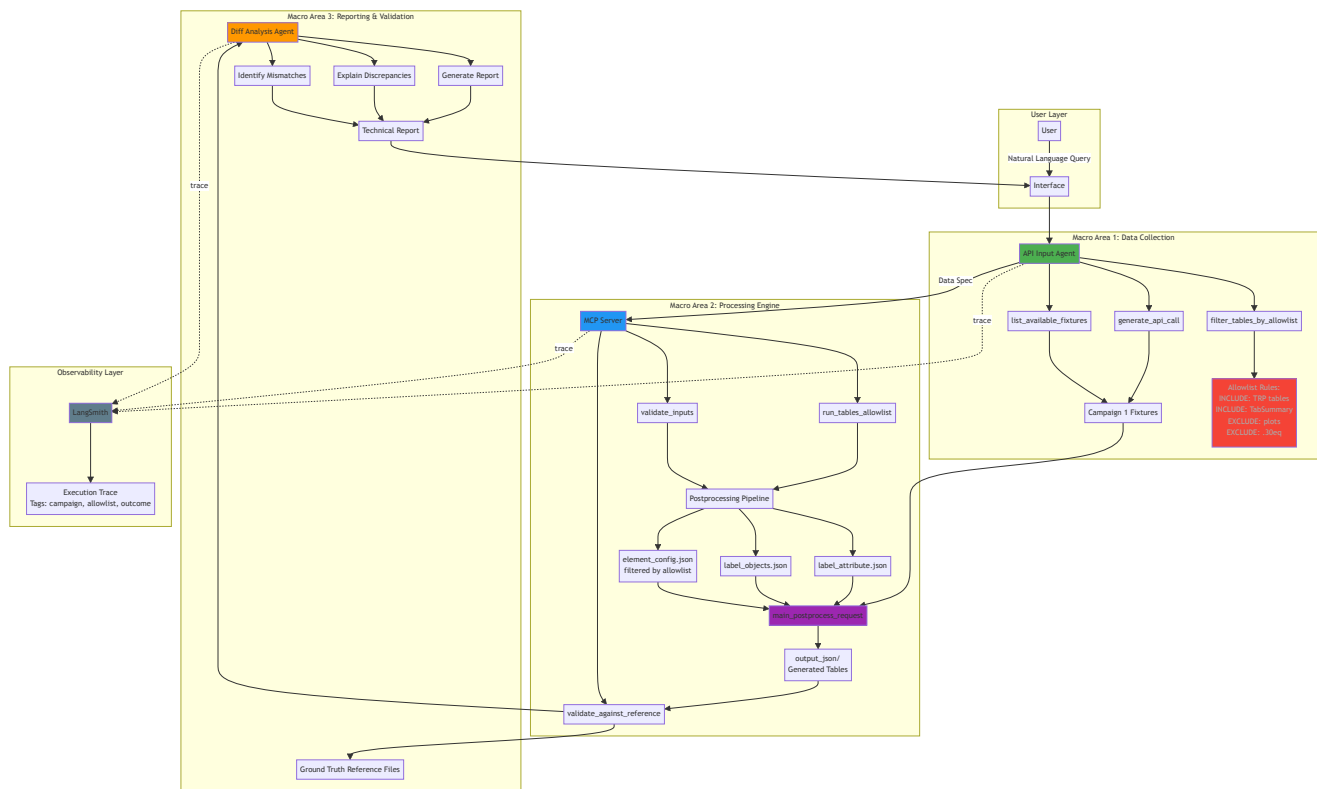 Macro Area 3: Reporting & Validation
Diff Analysis Agent
Identify Mismatches
Explain Discrepancies
Generate Report
Technical Report
trace
User Layer
User
Natural Language Query
Interface
Macro Area 1: Data Collection
API Input Agent
Data Spec
trace
list_available_fixtures
generate_api_call
filter_tables_by_allowlist
Campaign 1 Fixtures
Allowlist Rules:
INCLUDE: TRP tables
INCLUDE: TabSummary
EXCLUDE: plots
EXCLUDE: .30eq
Macro Area 2: Processing Engine
MCP Server
trace
validate_inputs
run_tables_allowlist
Postprocessing Pipeline
element_config.json
filtered by allowlist
label_objects.json
label_attribute.json
main_postprocess_request
output_json/
Generated Tables
validate_against_reference
Observability Layer
LangSmith
Execution Trace
Tags: campaign, allowlist, outcome
Ground Truth Reference Files